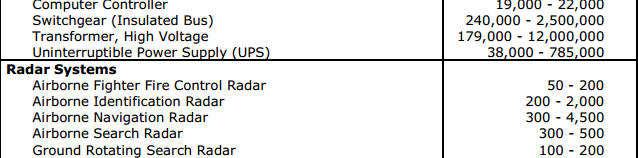 Computer Controller 19,000 - 22,000
Switchgear (Insulated Bus) 240,000 - 2,500,000
Transformer, High Voltage 179,000 - 12,000,000
Uninterruptible Power Supply (UPS) 38,000 - 785,000
Radar Systems
Airborne Fighter Fire Control Radar 50 - 200
Airborne Identification Radar 200 - 2,000
Airborne Navigation Radar 300 - 4,500
Airborne Search Radar 300 - 500
Ground Rotating Search Radar 100 - 200